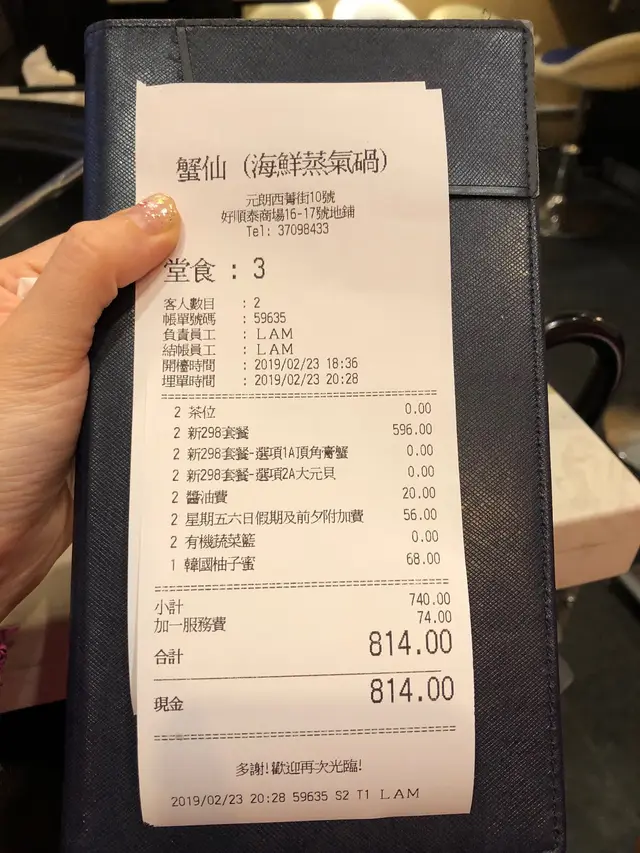 蟹仙 (海鮮蒸氣鍋)
元朗西菁街10號
好順泰商場16-17號地鋪
Tel: 37098433
堂食 : 3
客人數目 : 2
帳單號碼 : 59635
負責員工 : LAM
結帳員工 : LAM
開檯時間 : 2019/02/23 18:36
埋單時間 : 2019/02/23 20:28
2 茶位 0.00
2 新298套餐 596.00
2 新298套餐-選項1A頂角膏蟹 0.00
2 新298套餐-選項2A大元貝 0.00
2 醬油費 20.00
2 星期五六日假期及前夕附加費 56.00
2 有機蔬菜籃 0.00
1 韓國柚子蜜 68.00
小計 740.00
加一服務費 74.00
合計 814.00
現金 814.00
多謝!歡迎再次光臨!
2019/02/23 20:28 59635 S2 T1 LAM